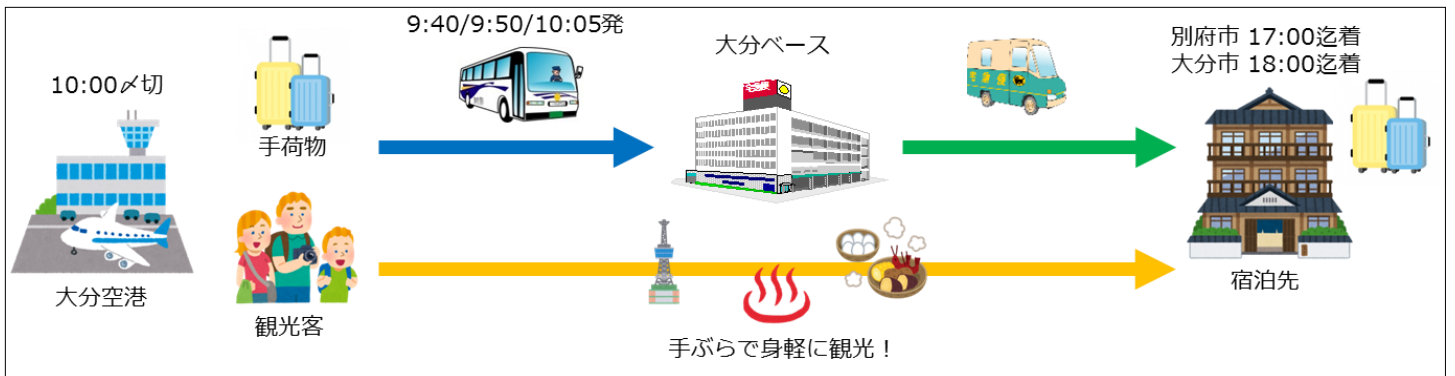 10:00〆切
大分空港
手荷物
観光客
9:40/9:50/10:05発
大分ベース
手ぶらで身軽に観光！
別府市 17:00迄着
大分市 18:00迄着
宿泊先